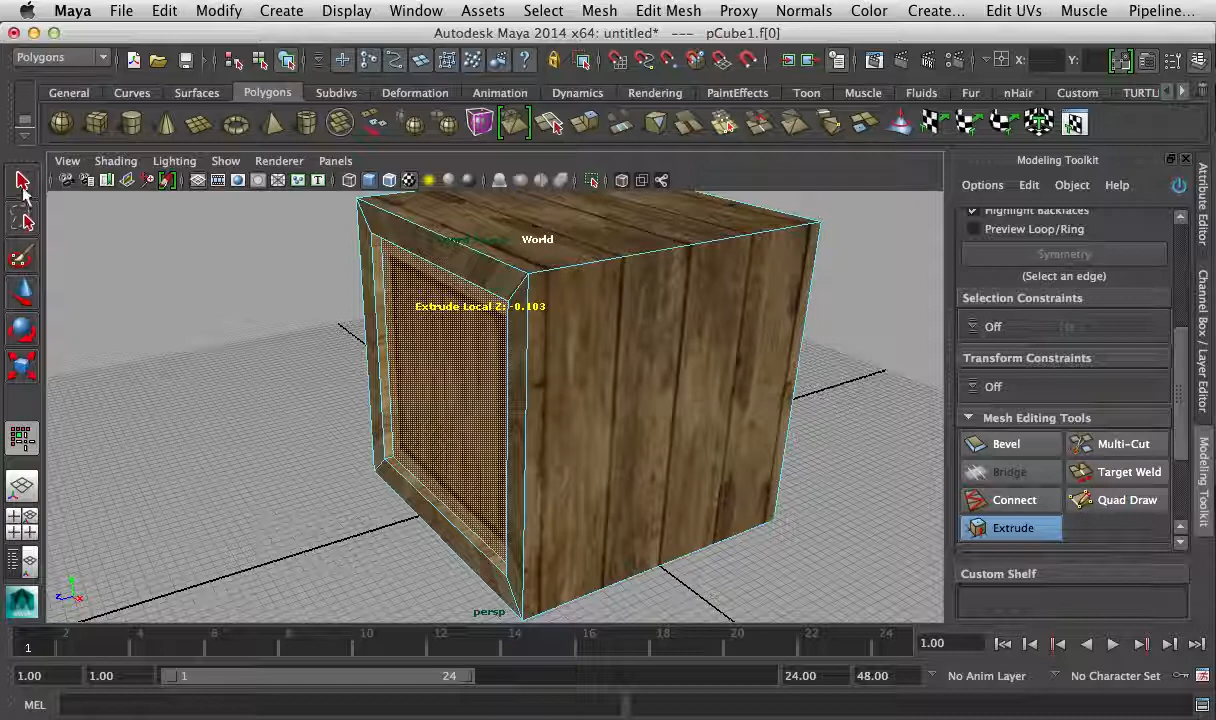 Maya File Edit Modify Create Display Window Assets Select Mesh Edit Mesh Proxy Normals Color Create... Edit UVs Muscle Pipeline...
Autodesk Maya 2014 x64: untitled* --- pCube1.f[0]
Polygons X: Y:
General Curves Surfaces Polygons Subdivs Deformation Animation Dynamics Rendering PaintEffects Toon Muscle Fluids Fur nHair Custom TURTL
View Shading Lighting Show Renderer Panels
Modeling Toolkit
Options Edit Object Help
Highlight Backfaces
Preview Loop/Ring
Symmetry
(Select an edge)
Selection Constraints
Off
Transform Constraints
Off
Mesh Editing Tools
Bevel Multi-Cut
Bridge Target Weld
Connect Quad Draw
Extrude
Custom Shelf
Attribute Editor
Channel Box / Layer Editor
Modeling Toolkit
World
Extrude Local Z: -0.103
y
z x
persp
1 2 4 6 8 10 12 14 16 18 20 22 24 1.00
1.00 1.00 1 24 24.00 48.00 No Anim Layer No Character Set
MEL